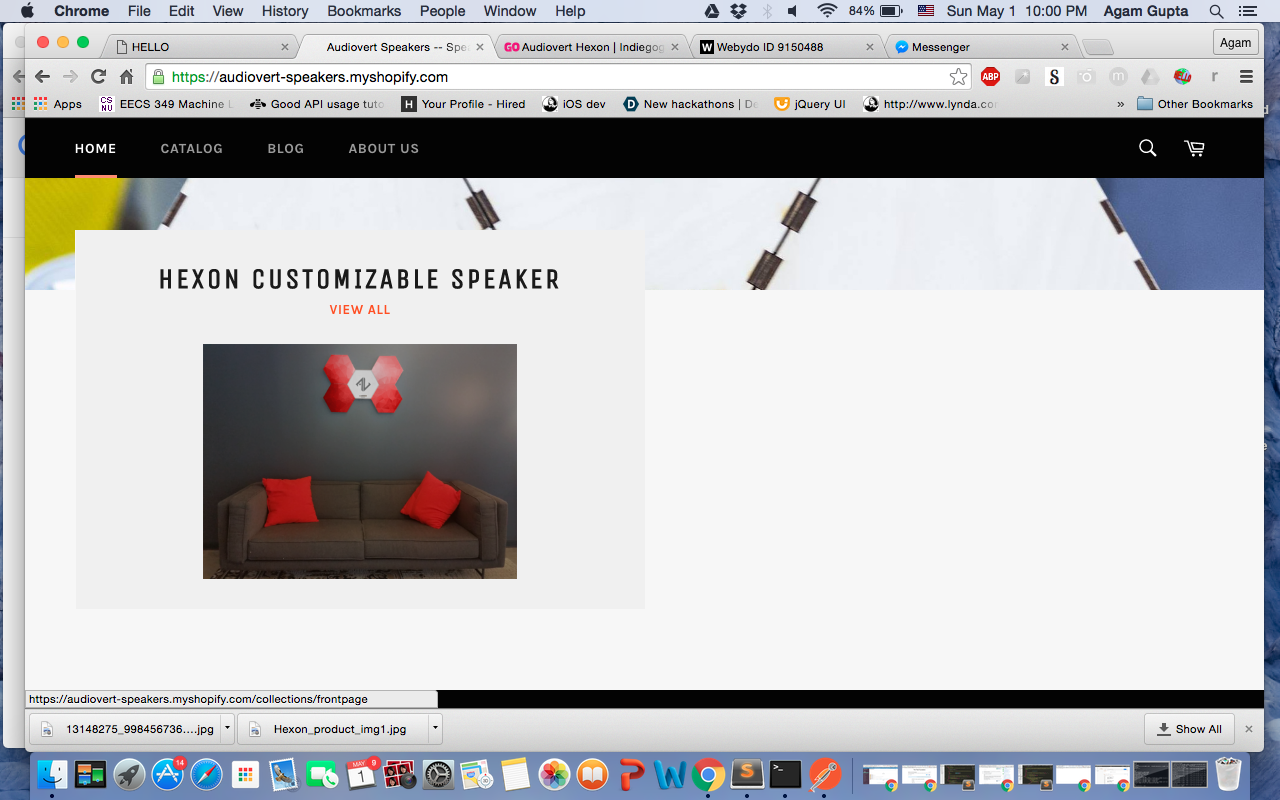 Chrome File Edit View History Bookmarks People Window Help 84% Sun May 1 10:00 PM Agam Gupta
HELLO Audiovert Speakers -- Spe GO Audiovert Hexon | Indiegog W Webydo ID 9150488 Messenger Agam
https://audiovert-speakers.myshopify.com ABP S m r
Apps CS NU EECS 349 Machine L Good API usage tuto H Your Profile - Hired iOS dev D New hackathons | De jQuery UI http://www.lynda.co » Other Bookmarks
HOME CATALOG BLOG ABOUT US
HEXON CUSTOMIZABLE SPEAKER
VIEW ALL
https://audiovert-speakers.myshopify.com/collections/frontpage
13148275_998456736....jpg Hexon_product_img1.jpg Show All
14 MAY 1 9